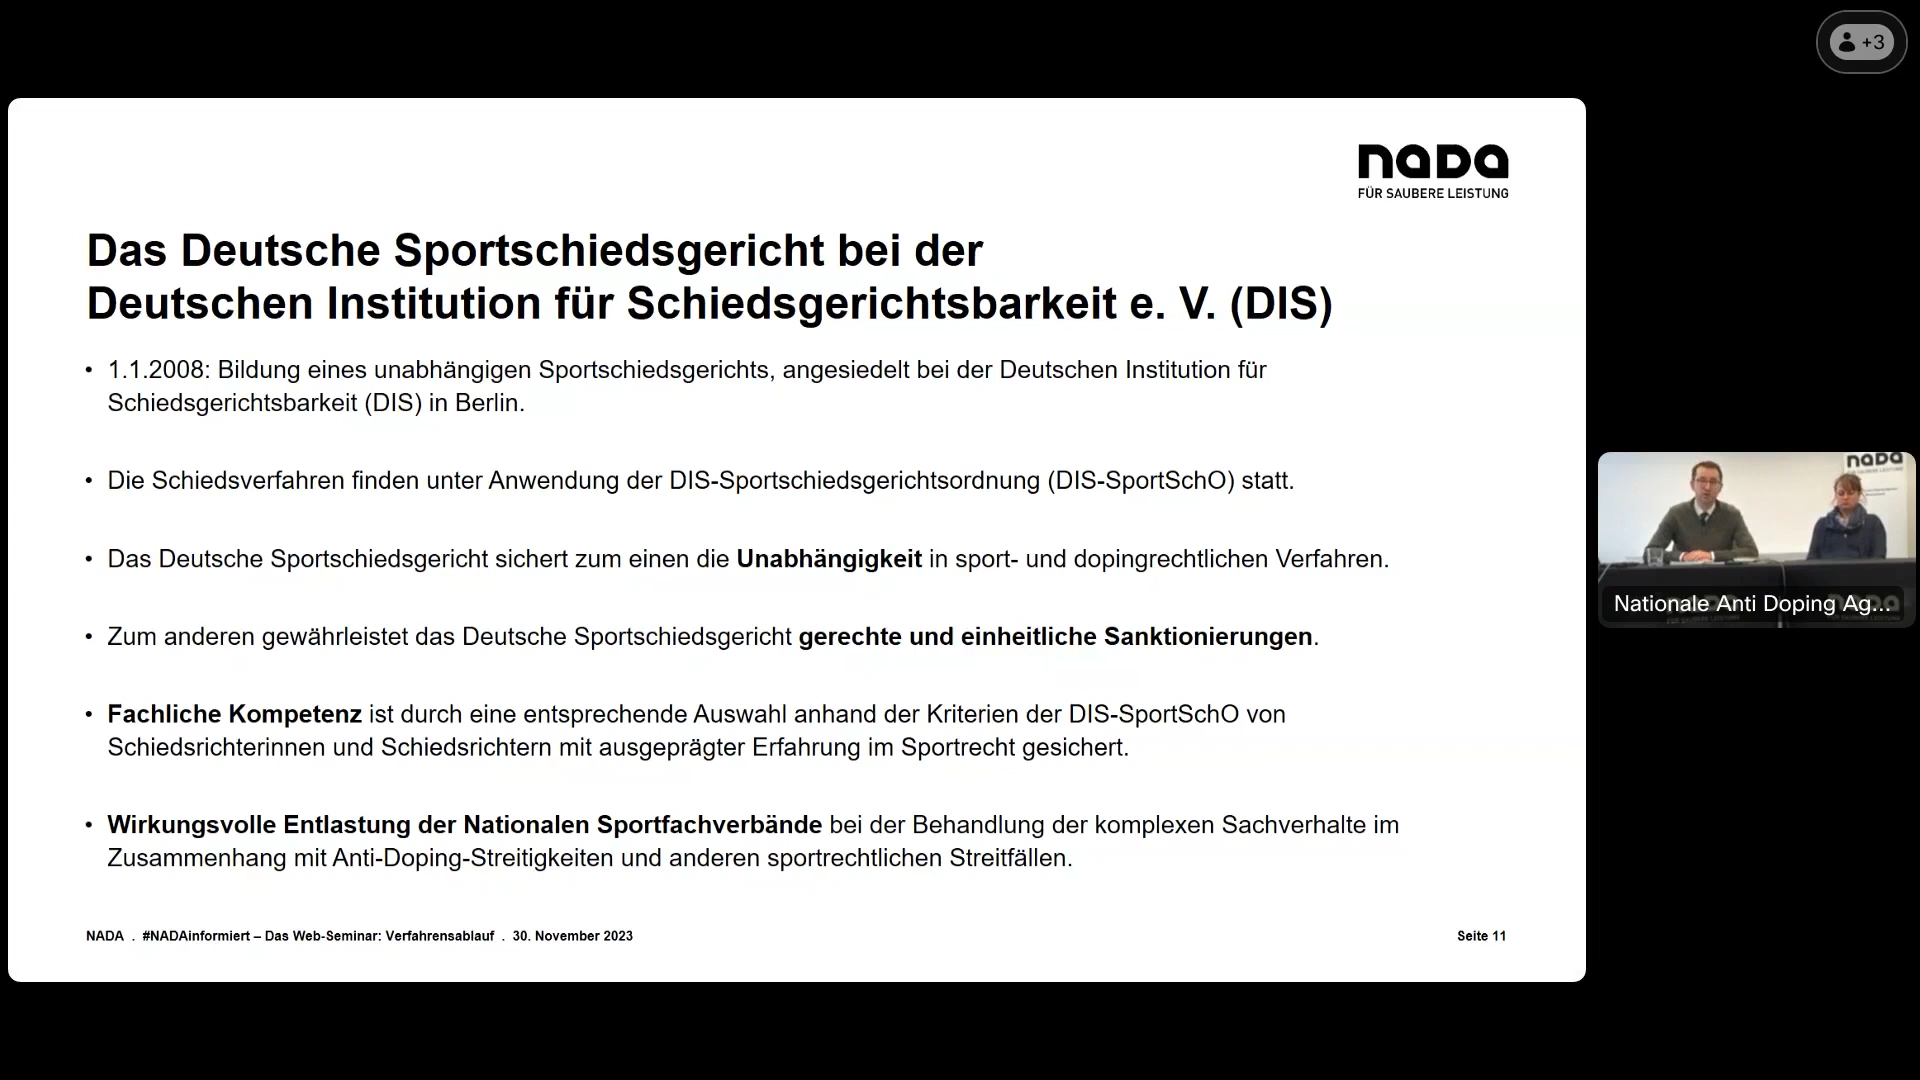 +3
naDa
FÜR SAUBERE LEISTUNG
Das Deutsche Sportschiedsgericht bei der
Deutschen Institution für Schiedsgerichtsbarkeit e. V. (DIS)
• 1.1.2008: Bildung eines unabhängigen Sportschiedsgerichts, angesiedelt bei der Deutschen Institution für
Schiedsgerichtsbarkeit (DIS) in Berlin.
• Die Schiedsverfahren finden unter Anwendung der DIS-Sportschiedsgerichtsordnung (DIS-SportSchO) statt.
• Das Deutsche Sportschiedsgericht sichert zum einen die Unabhängigkeit in sport- und dopingrechtlichen Verfahren.
• Zum anderen gewährleistet das Deutsche Sportschiedsgericht gerechte und einheitliche Sanktionierungen.
• Fachliche Kompetenz ist durch eine entsprechende Auswahl anhand der Kriterien der DIS-SportSchO von
Schiedsrichterinnen und Schiedsrichtern mit ausgeprägter Erfahrung im Sportrecht gesichert.
• Wirkungsvolle Entlastung der Nationalen Sportfachverbände bei der Behandlung der komplexen Sachverhalte im
Zusammenhang mit Anti-Doping-Streitigkeiten und anderen sportrechtlichen Streitfällen.
NADA . #NADAinformiert – Das Web-Seminar: Verfahrensablauf . 30. November 2023
Seite 11
naDa
Nationale Anti Doping Ag...